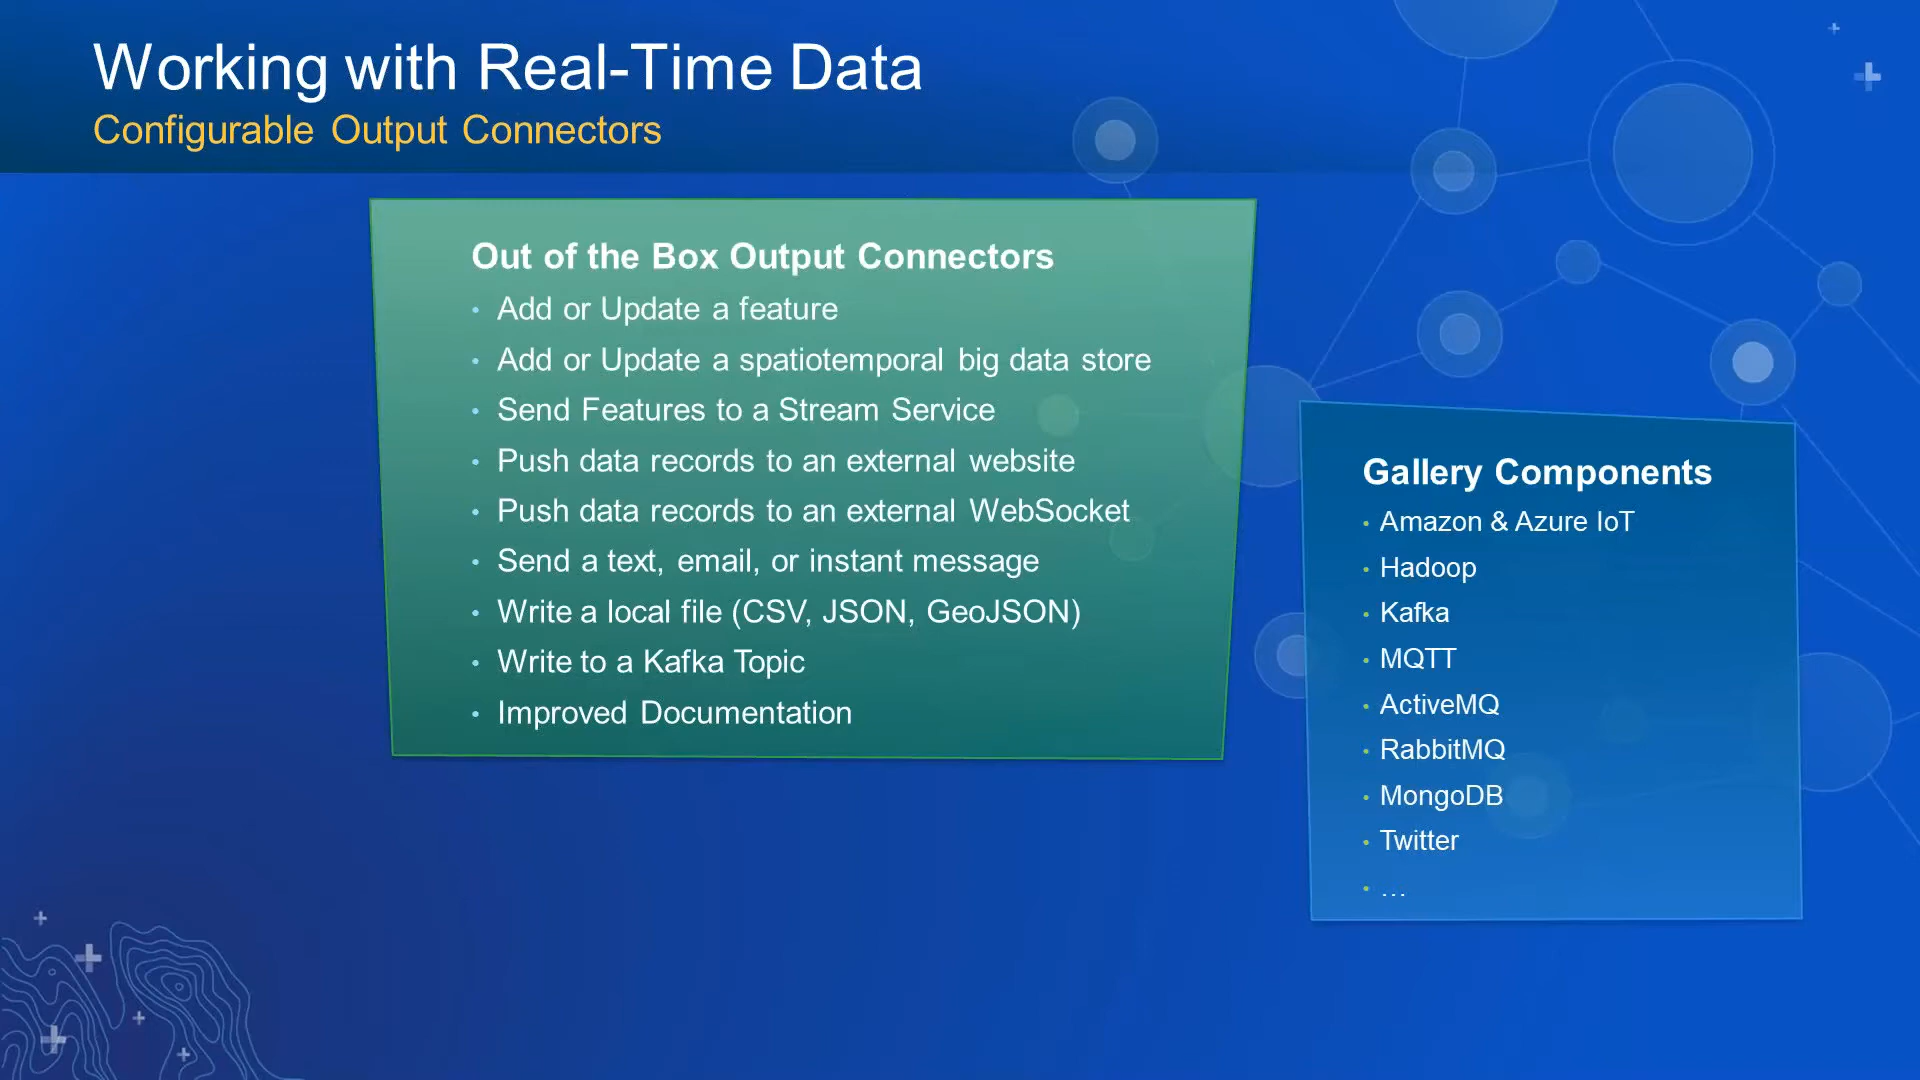 Working with Real-Time Data
Configurable Output Connectors
Out of the Box Output Connectors
• Add or Update a feature
• Add or Update a spatiotemporal big data store
• Send Features to a Stream Service
• Push data records to an external website
• Push data records to an external WebSocket
• Send a text, email, or instant message
• Write a local file (CSV, JSON, GeoJSON)
• Write to a Kafka Topic
• Improved Documentation
Gallery Components
• Amazon & Azure IoT
• Hadoop
• Kafka
• MQTT
• ActiveMQ
• RabbitMQ
• MongoDB
• Twitter
• …